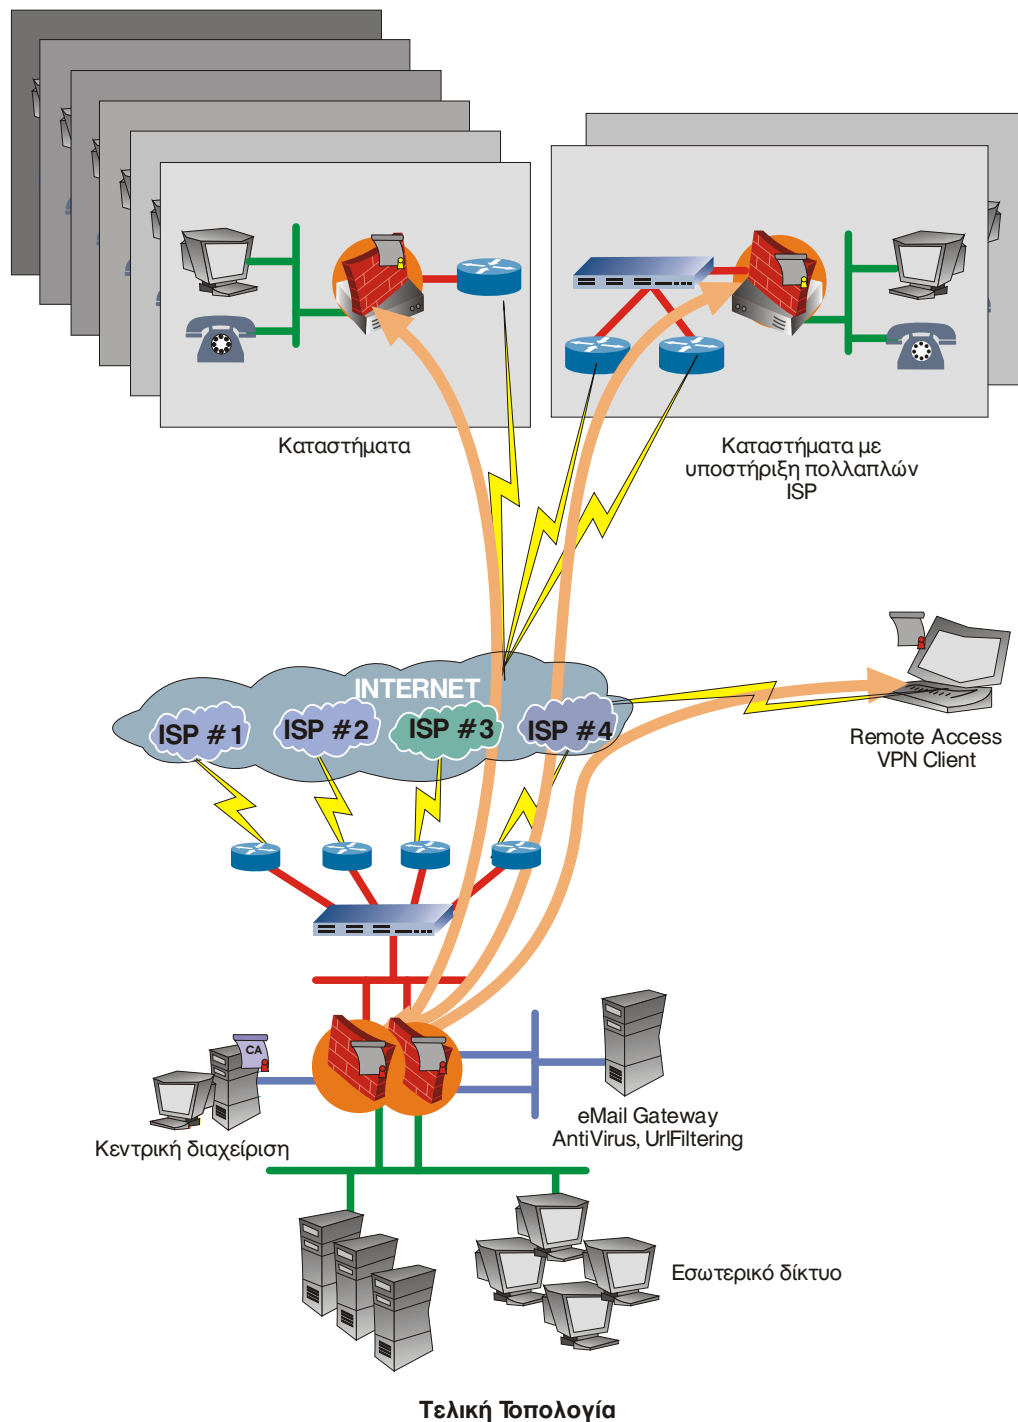 Καταστήματα
Καταστήματα με
υποστήριξη πολλαπλών
ISP
INTERNET
ISP #1
ISP #2
ISP #3
ISP #4
Remote Access
VPN Client
CA
Κεντρική διαχείριση
eMail Gateway
AntiVirus, UrlFiltering
Εσωτερικό δίκτυο
Τελική Τοπολογία